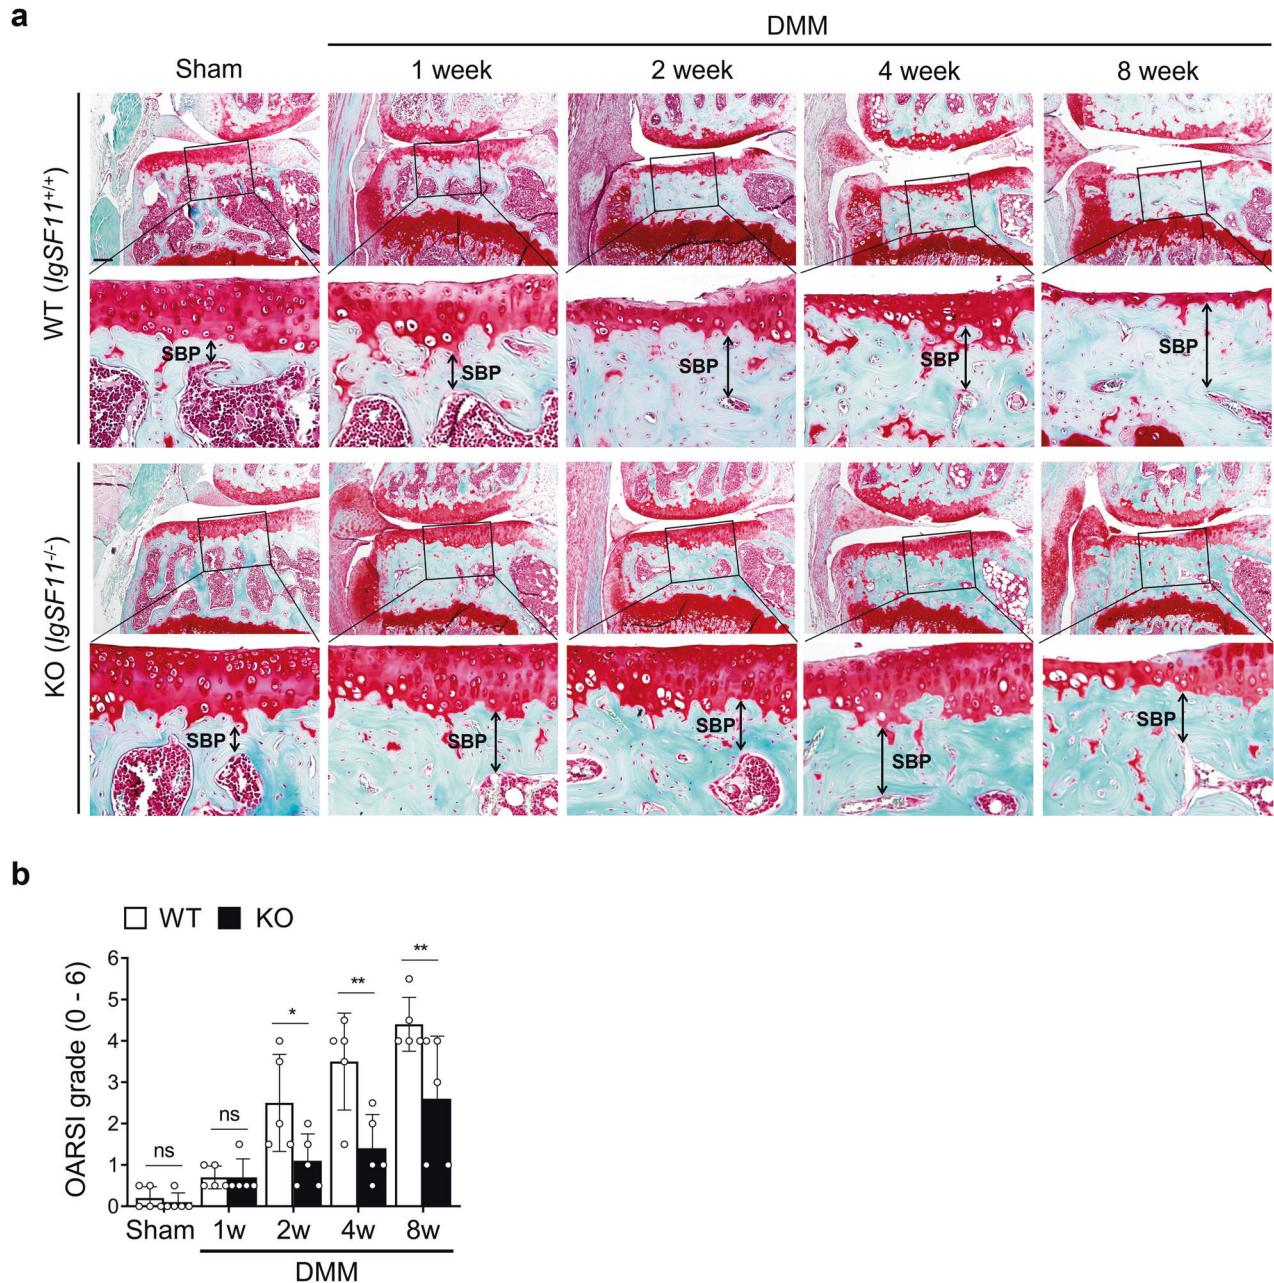 a
DMM
Sham 1 week 2 week 4 week 8 week
WT (IgSF11+/+)
SBP SBP SBP SBP SBP
KO (IgSF11-/-)
SBP SBP SBP SBP SBP
b
WT KO
OARSI grade (0 - 6)
6
5
4
3
2
1
0
ns ns * ** **
Sham 1w 2w 4w 8w
DMM